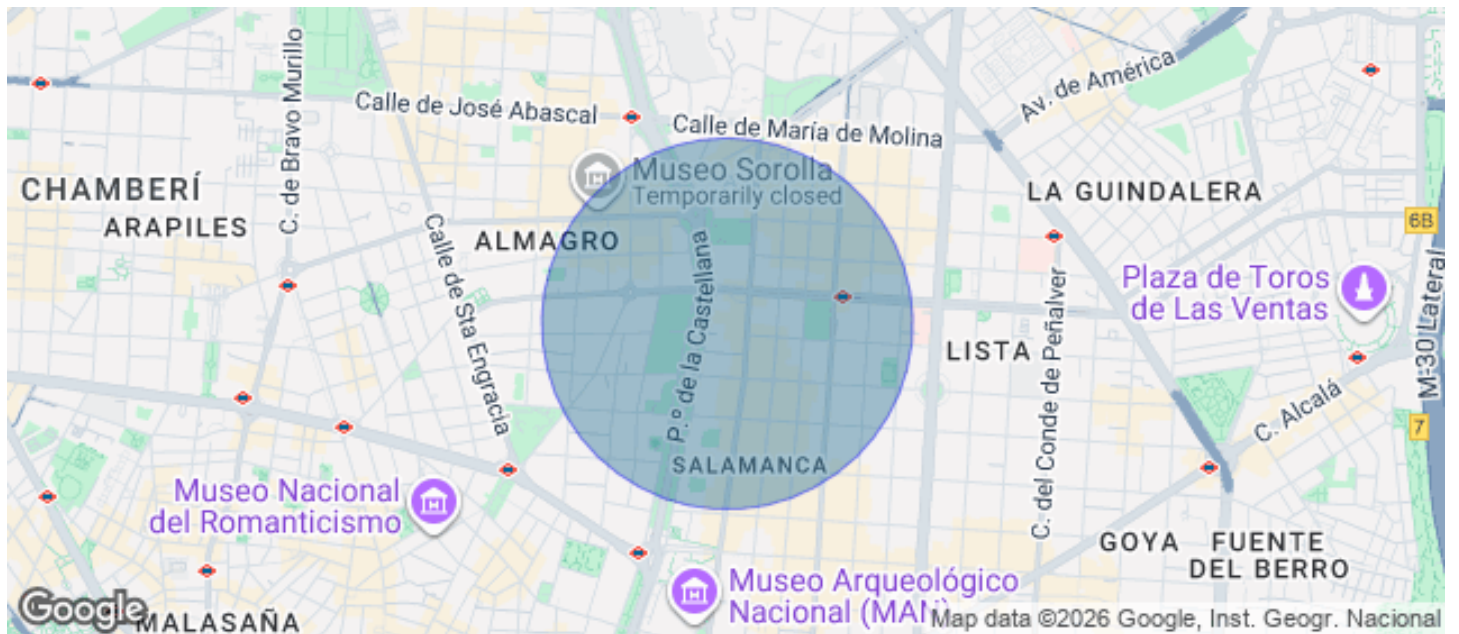 C. de Bravo Murillo
Calle de José Abascal
Av. de América
Calle de María de Molina
Museo Sorolla
Temporarily closed
CHAMBERÍ
ARAPILES
LA GUINDALERA
6B
ALMAGRO
Calle de Sta Engracia
P.º de la Castellana
Plaza de Toros
de Las Ventas
C. del Conde de Peñalver
M-30 Lateral
LISTA
C. Alcalá
7
SALAMANCA
Museo Nacional
del Romanticismo
GOYA
FUENTE
DEL BERRO
Museo Arqueológico
Nacional (MAN)
Google
MALASAÑA
Map data ©2026 Google, Inst. Geogr. Nacional